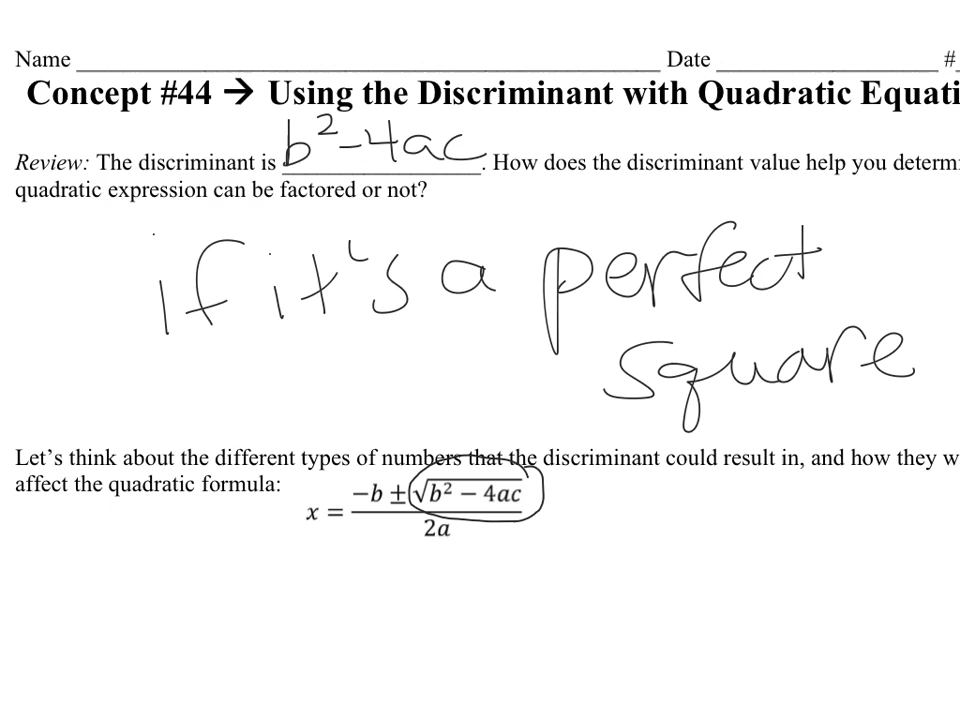 Name Date #
Concept #44 → Using the Discriminant with Quadratic Equati
Review: The discriminant is b²-4ac. How does the discriminant value help you determi
quadratic expression can be factored or not?
if it's a perfect
square
Let's think about the different types of numbers that the discriminant could result in, and how they w
affect the quadratic formula:
x = (−b ± √(b² − 4ac)) / 2a